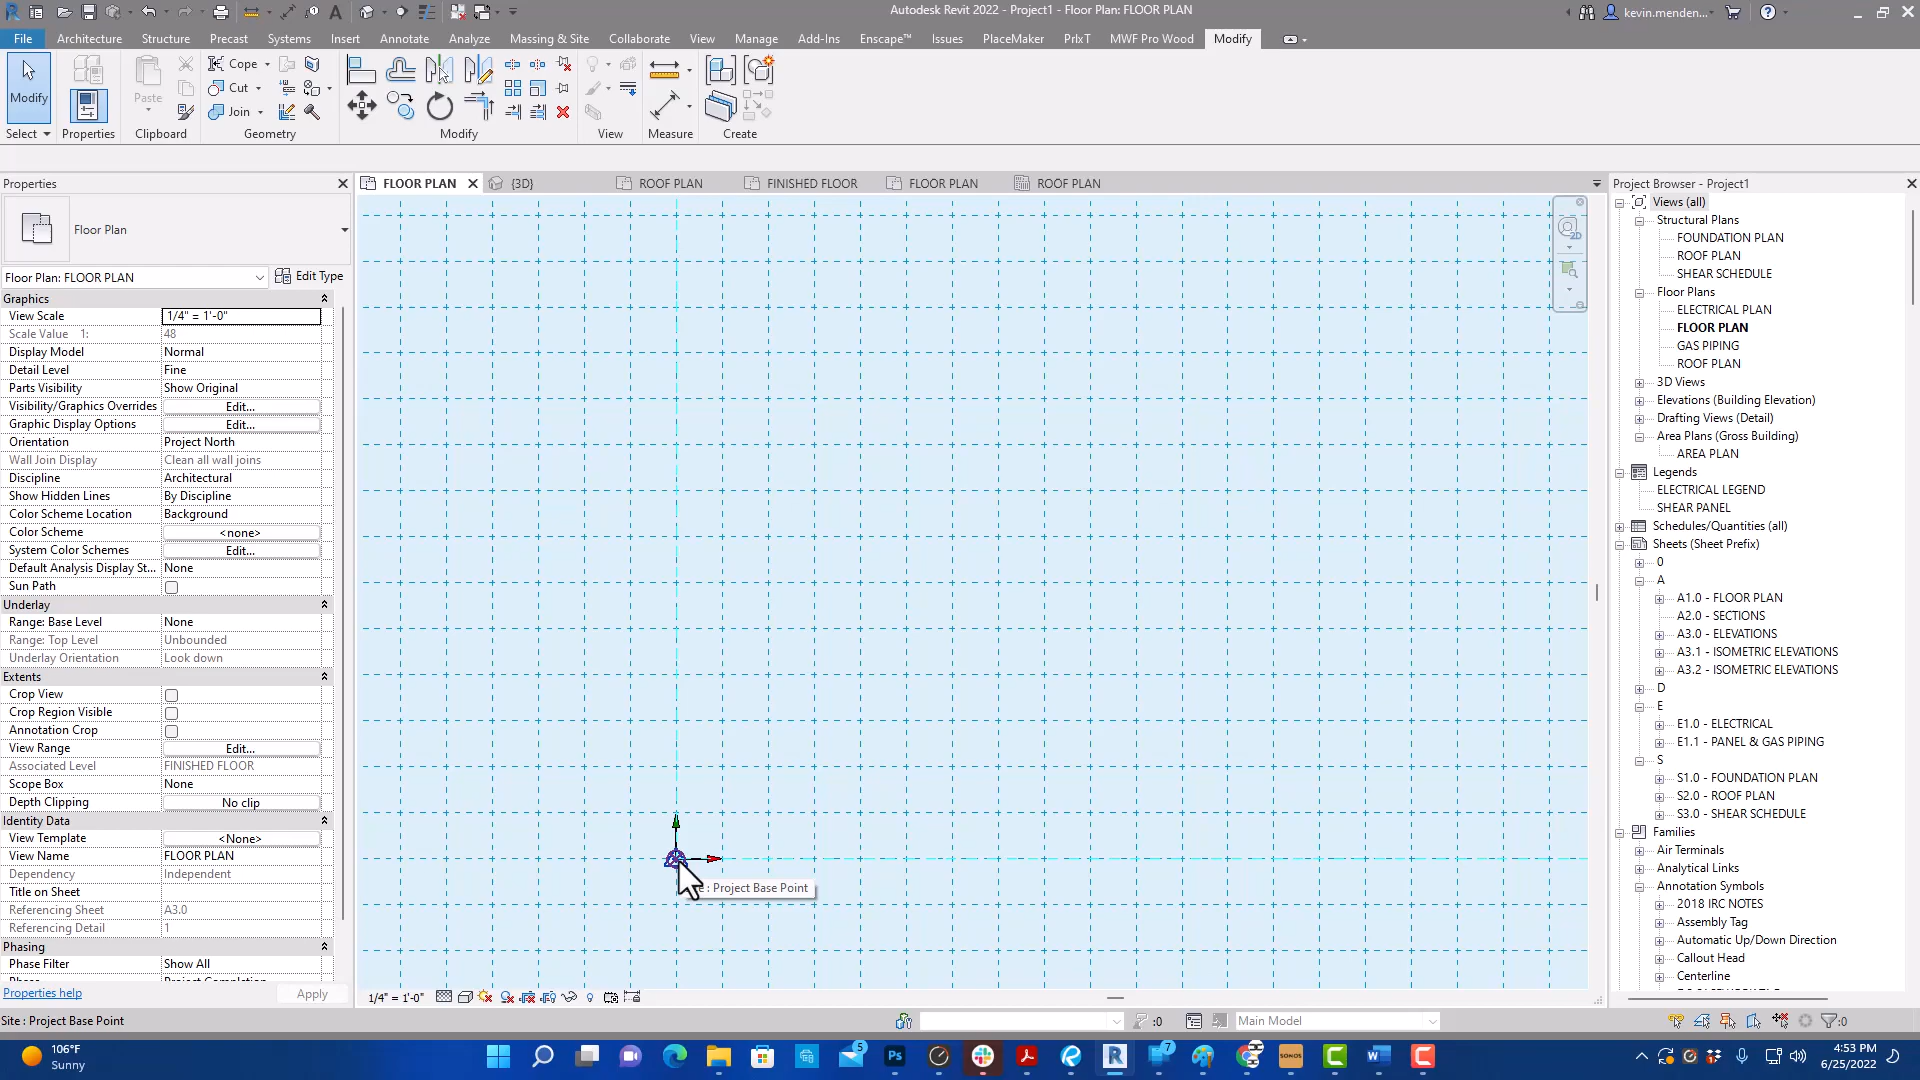 Autodesk Revit 2022 - Project1 - Floor Plan: FLOOR PLAN
kevin.menden...
File Architecture Structure Precast Systems Insert Annotate Analyze Massing & Site Collaborate View Manage Add-Ins Enscape™ Issues PlaceMaker PrlxT MWF Pro Wood Modify
Modify
Paste
Cope
Cut
Join
Select Properties Clipboard Geometry Modify View Measure Create
Properties
FLOOR PLAN {3D} ROOF PLAN FINISHED FLOOR FLOOR PLAN ROOF PLAN
Floor Plan
Floor Plan: FLOOR PLAN Edit Type
Graphics
View Scale 1/4" = 1'-0"
Scale Value 1: 48
Display Model Normal
Detail Level Fine
Parts Visibility Show Original
Visibility/Graphics Overrides Edit...
Graphic Display Options Edit...
Orientation Project North
Wall Join Display Clean all wall joins
Discipline Architectural
Show Hidden Lines By Discipline
Color Scheme Location Background
Color Scheme <none>
System Color Schemes Edit...
Default Analysis Display St... None
Sun Path
Underlay
Range: Base Level None
Range: Top Level Unbounded
Underlay Orientation Look down
Extents
Crop View
Crop Region Visible
Annotation Crop
View Range Edit...
Associated Level FINISHED FLOOR
Scope Box None
Depth Clipping No clip
Identity Data
View Template <None>
View Name FLOOR PLAN
Dependency Independent
Title on Sheet
Referencing Sheet A3.0
Referencing Detail 1
Phasing
Phase Filter Show All
Properties help Apply
: Project Base Point
2D
1/4" = 1'-0"
Project Browser - Project1
Views (all)
Structural Plans
FOUNDATION PLAN
ROOF PLAN
SHEAR SCHEDULE
Floor Plans
ELECTRICAL PLAN
FLOOR PLAN
GAS PIPING
ROOF PLAN
3D Views
Elevations (Building Elevation)
Drafting Views (Detail)
Area Plans (Gross Building)
AREA PLAN
Legends
ELECTRICAL LEGEND
SHEAR PANEL
Schedules/Quantities (all)
Sheets (Sheet Prefix)
0
A
A1.0 - FLOOR PLAN
A2.0 - SECTIONS
A3.0 - ELEVATIONS
A3.1 - ISOMETRIC ELEVATIONS
A3.2 - ISOMETRIC ELEVATIONS
D
E
E1.0 - ELECTRICAL
E1.1 - PANEL & GAS PIPING
S
S1.0 - FOUNDATION PLAN
S2.0 - ROOF PLAN
S3.0 - SHEAR SCHEDULE
Families
Air Terminals
Analytical Links
Annotation Symbols
2018 IRC NOTES
Assembly Tag
Automatic Up/Down Direction
Callout Head
Centerline
Site : Project Base Point
:0
Main Model
:0
106°F
Sunny
5
7
Ps
R
SONOS
W
4:53 PM
6/25/2022